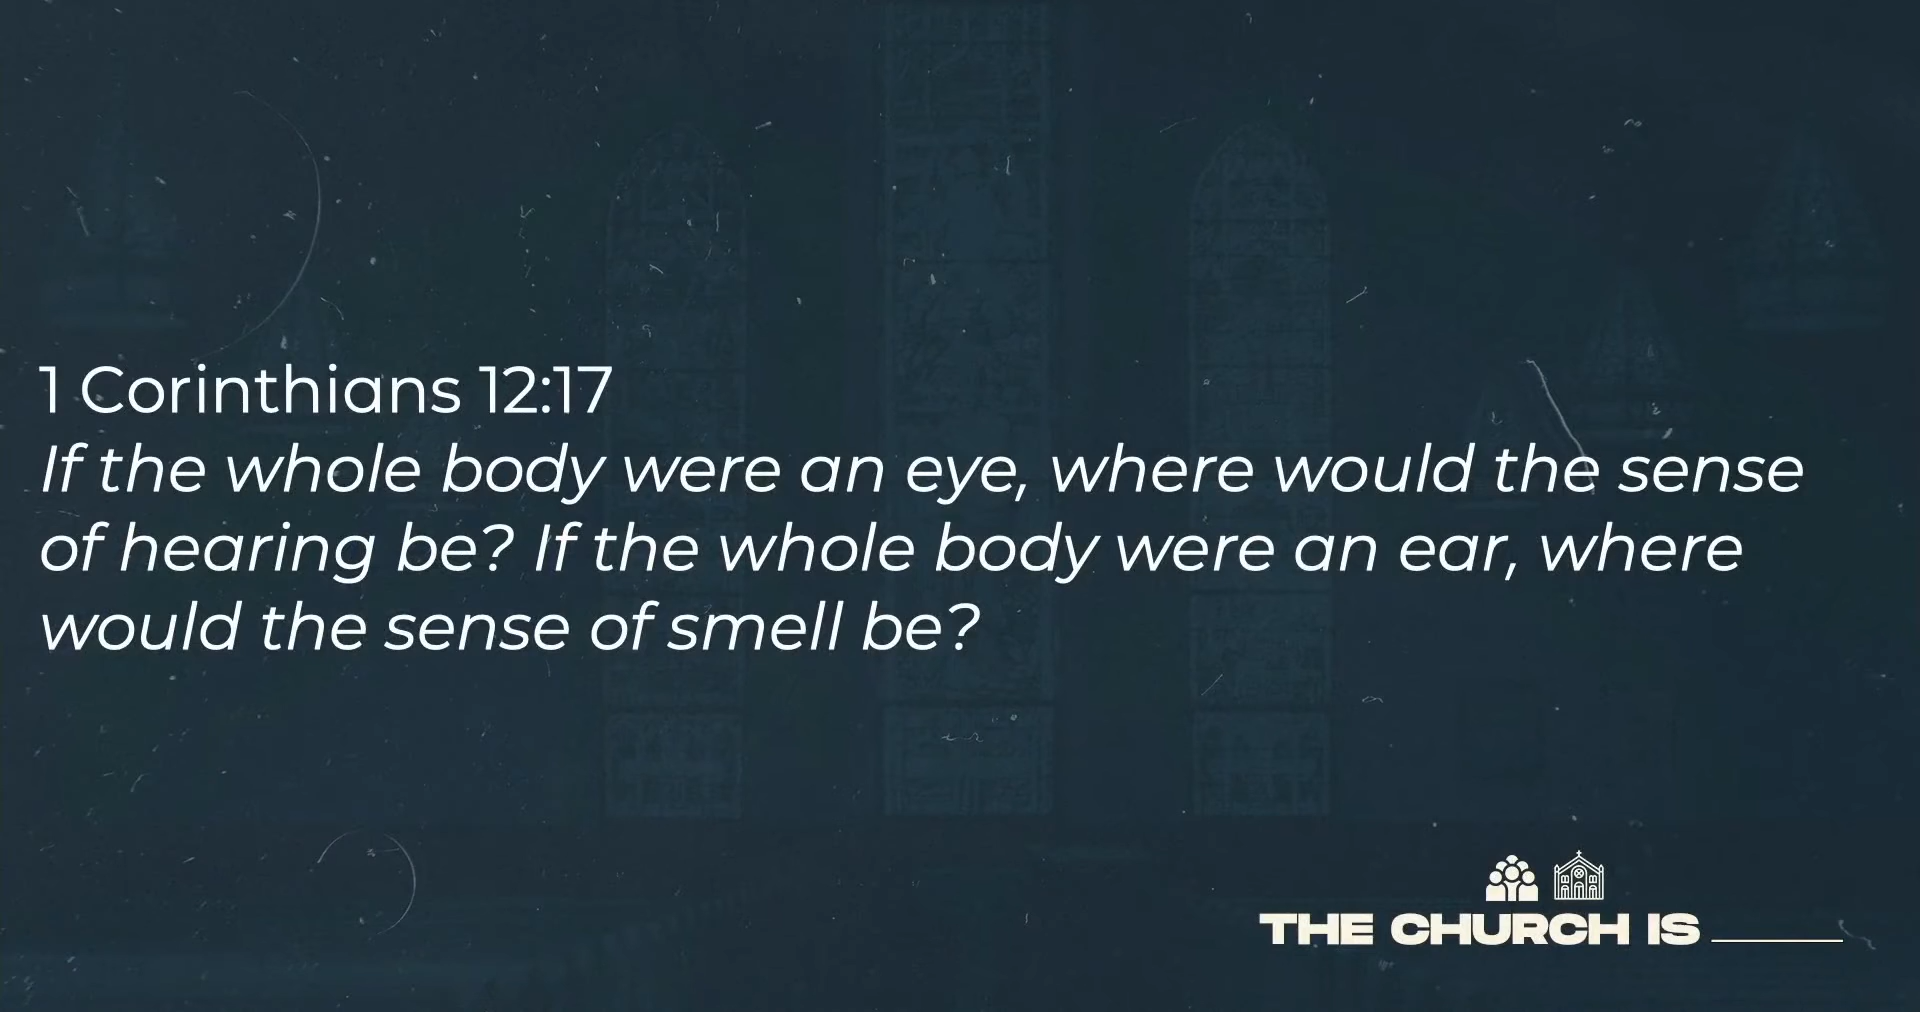 1 Corinthians 12:17
If the whole body were an eye, where would the sense
of hearing be? If the whole body were an ear, where
would the sense of smell be?
THE CHURCH IS ______